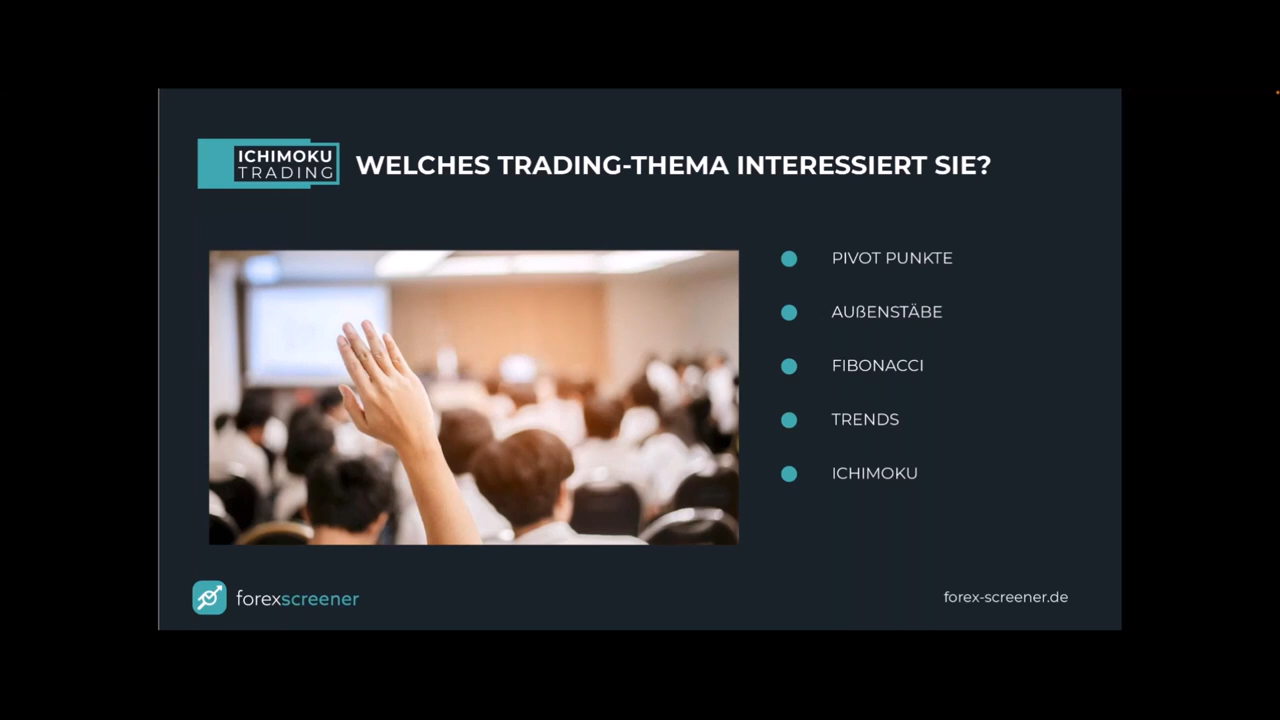 ICHIMOKU
TRADING
WELCHES TRADING-THEMA INTERESSIERT SIE?
PIVOT PUNKTE
AUßENSTÄBE
FIBONACCI
TRENDS
ICHIMOKU
forexscreener
forex-screener.de